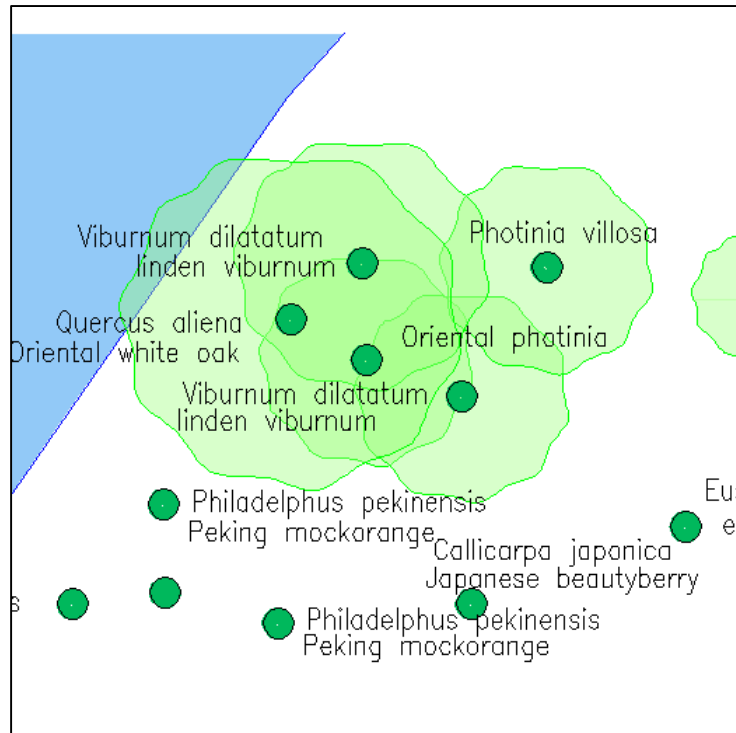 Viburnum dilatatum
linden viburnum
Photinia villosa
Quercus aliena
Oriental white oak
Oriental photinia
Viburnum dilatatum
linden viburnum
Philadelphus pekinensis
Peking mockorange
Eu
e
Callicarpa japonica
Japanese beautyberry
s
Philadelphus pekinensis
Peking mockorange